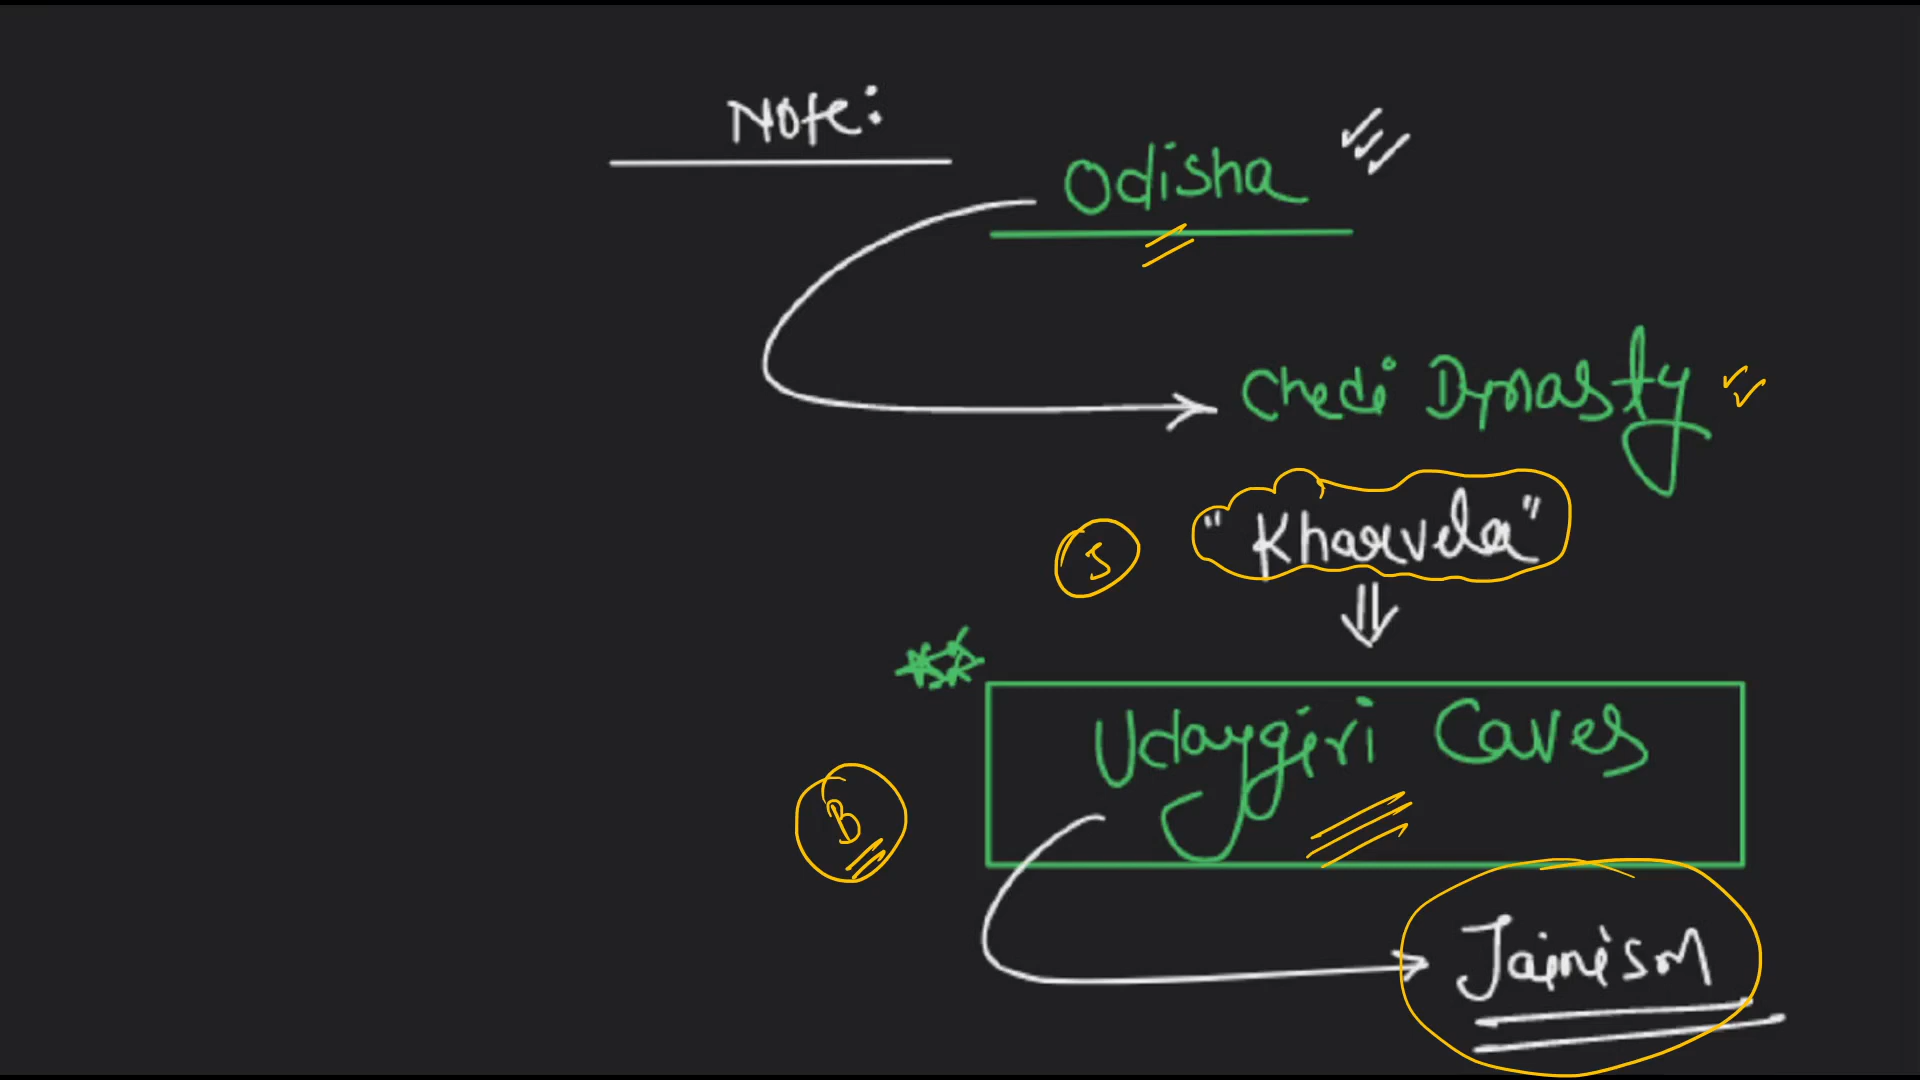 Note:
Odisha
Chedi Dynasty
J "Kharvela"
Udaygiri Caves
B
Jainism